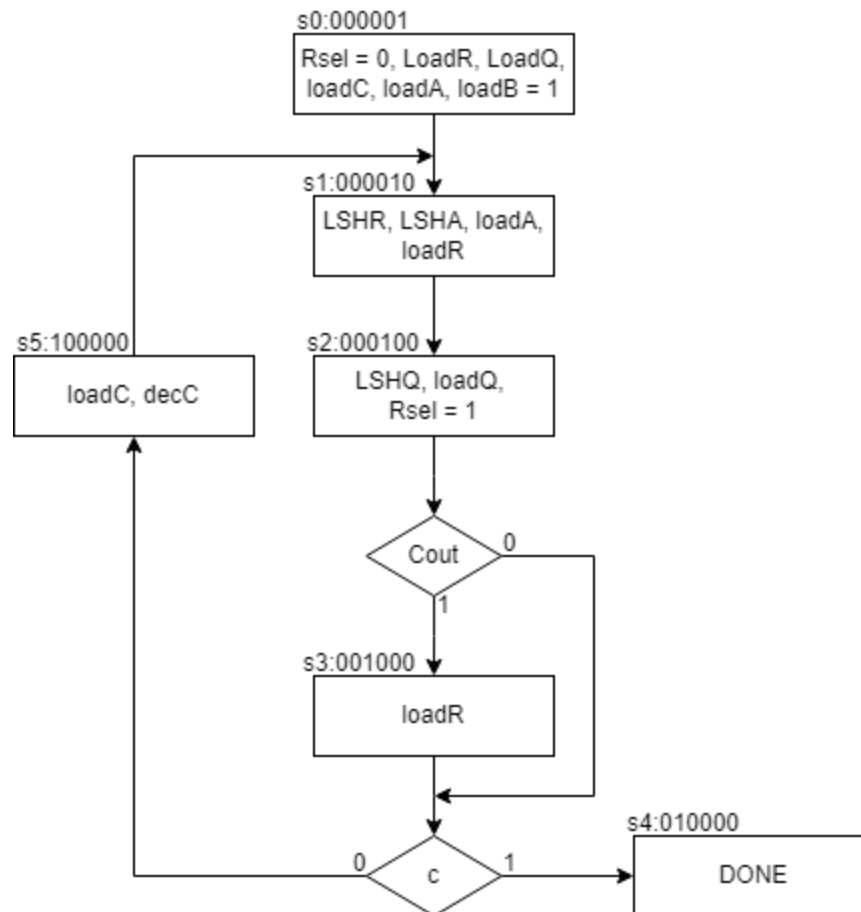 s0:000001
Rsel = 0, LoadR, LoadQ,
loadC, loadA, loadB = 1
s1:000010
LSHR, LSHA, loadA,
loadR
s5:100000
loadC, decC
s2:000100
LSHQ, loadQ,
Rsel = 1
Cout
0
1
s3:001000
loadR
s4:010000
0
c
1
DONE